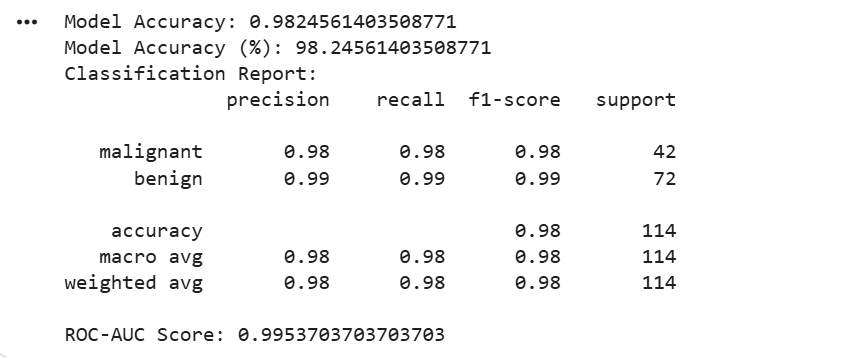 Model Accuracy: 0.9824561403508771
Model Accuracy (%): 98.24561403508771
Classification Report:
precision recall f1-score support
malignant 0.98 0.98 0.98 42
benign 0.99 0.99 0.99 72
accuracy 0.98 114
macro avg 0.98 0.98 0.98 114
weighted avg 0.98 0.98 0.98 114
ROC-AUC Score: 0.9953703703703703